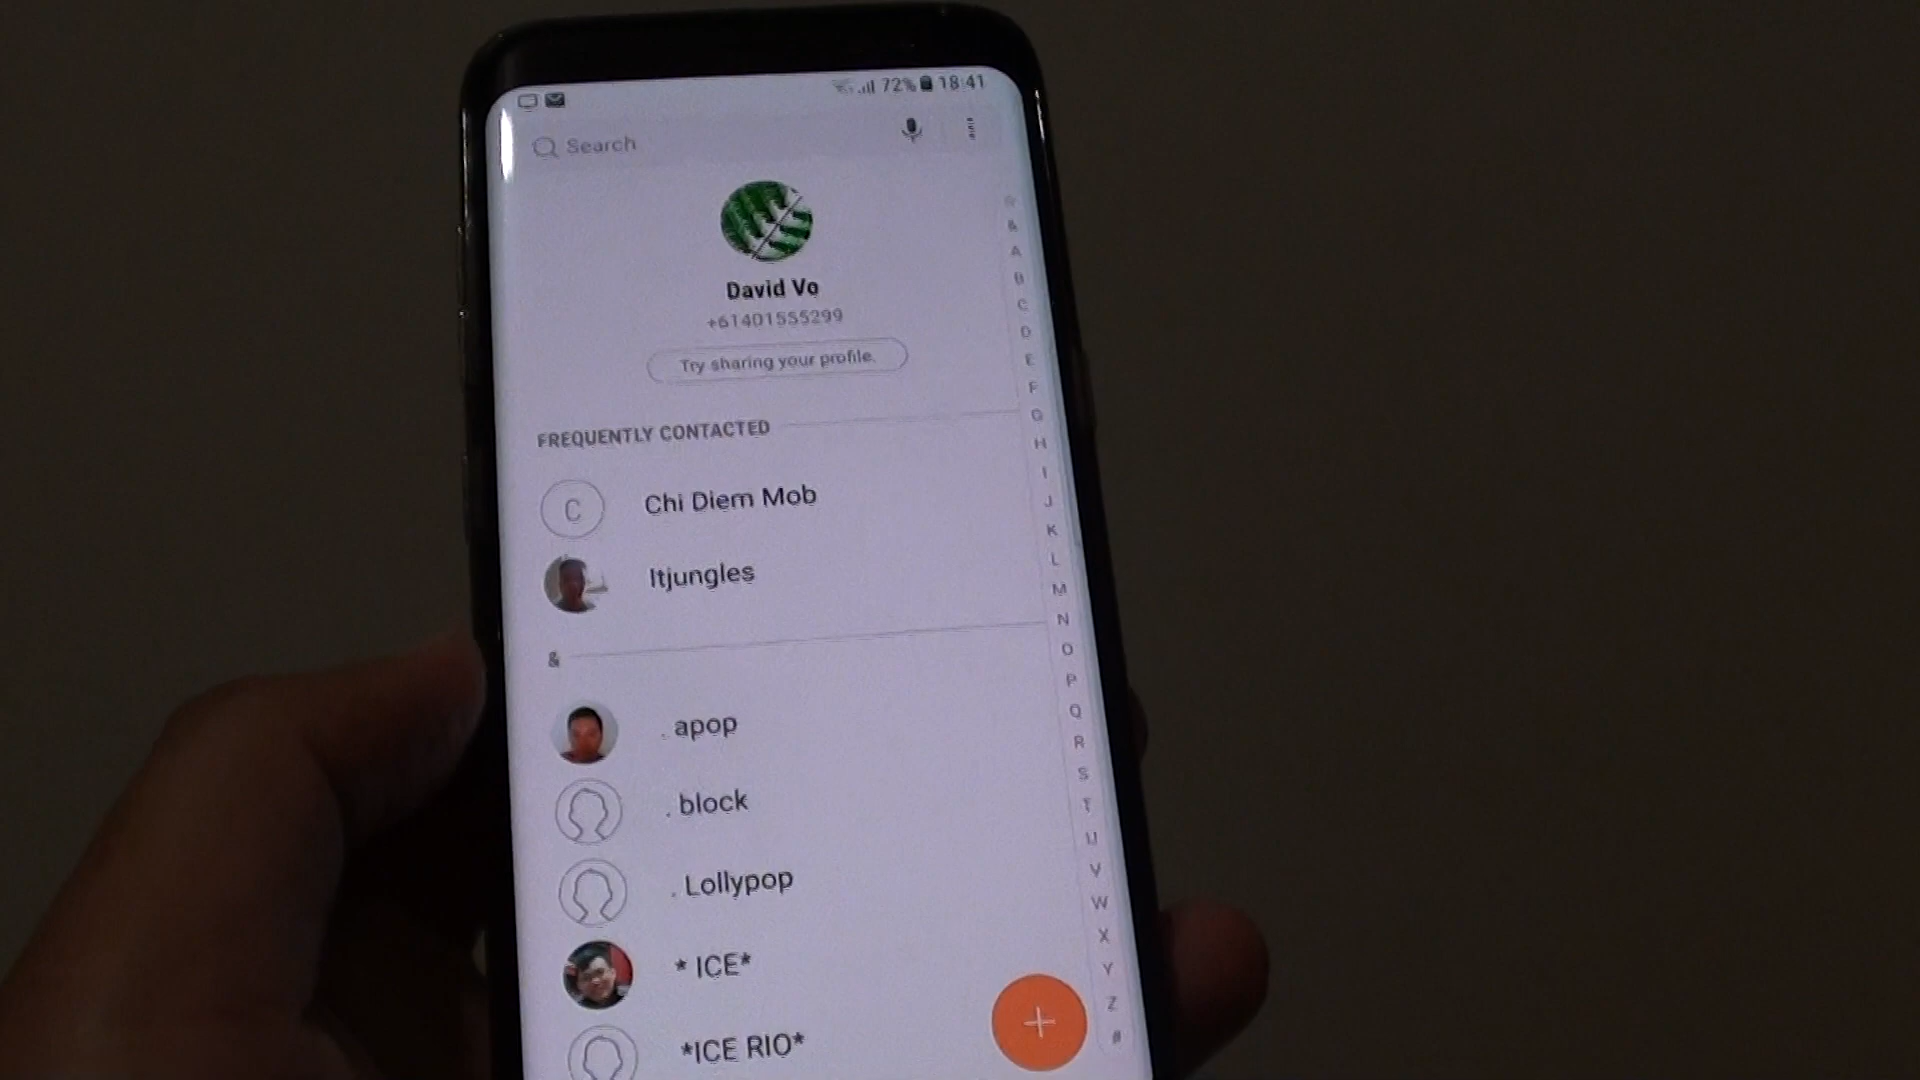 72% 18:41
Search
David Vo
+61401555299
Try sharing your profile.
FREQUENTLY CONTACTED
C
Chi Diem Mob
Itjungles
&
. apop
. block
. Lollypop
* ICE*
*ICE RIO*
&
A
B
C
D
E
F
G
H
I
J
K
L
M
N
O
P
Q
R
S
T
U
V
W
X
Y
Z
#